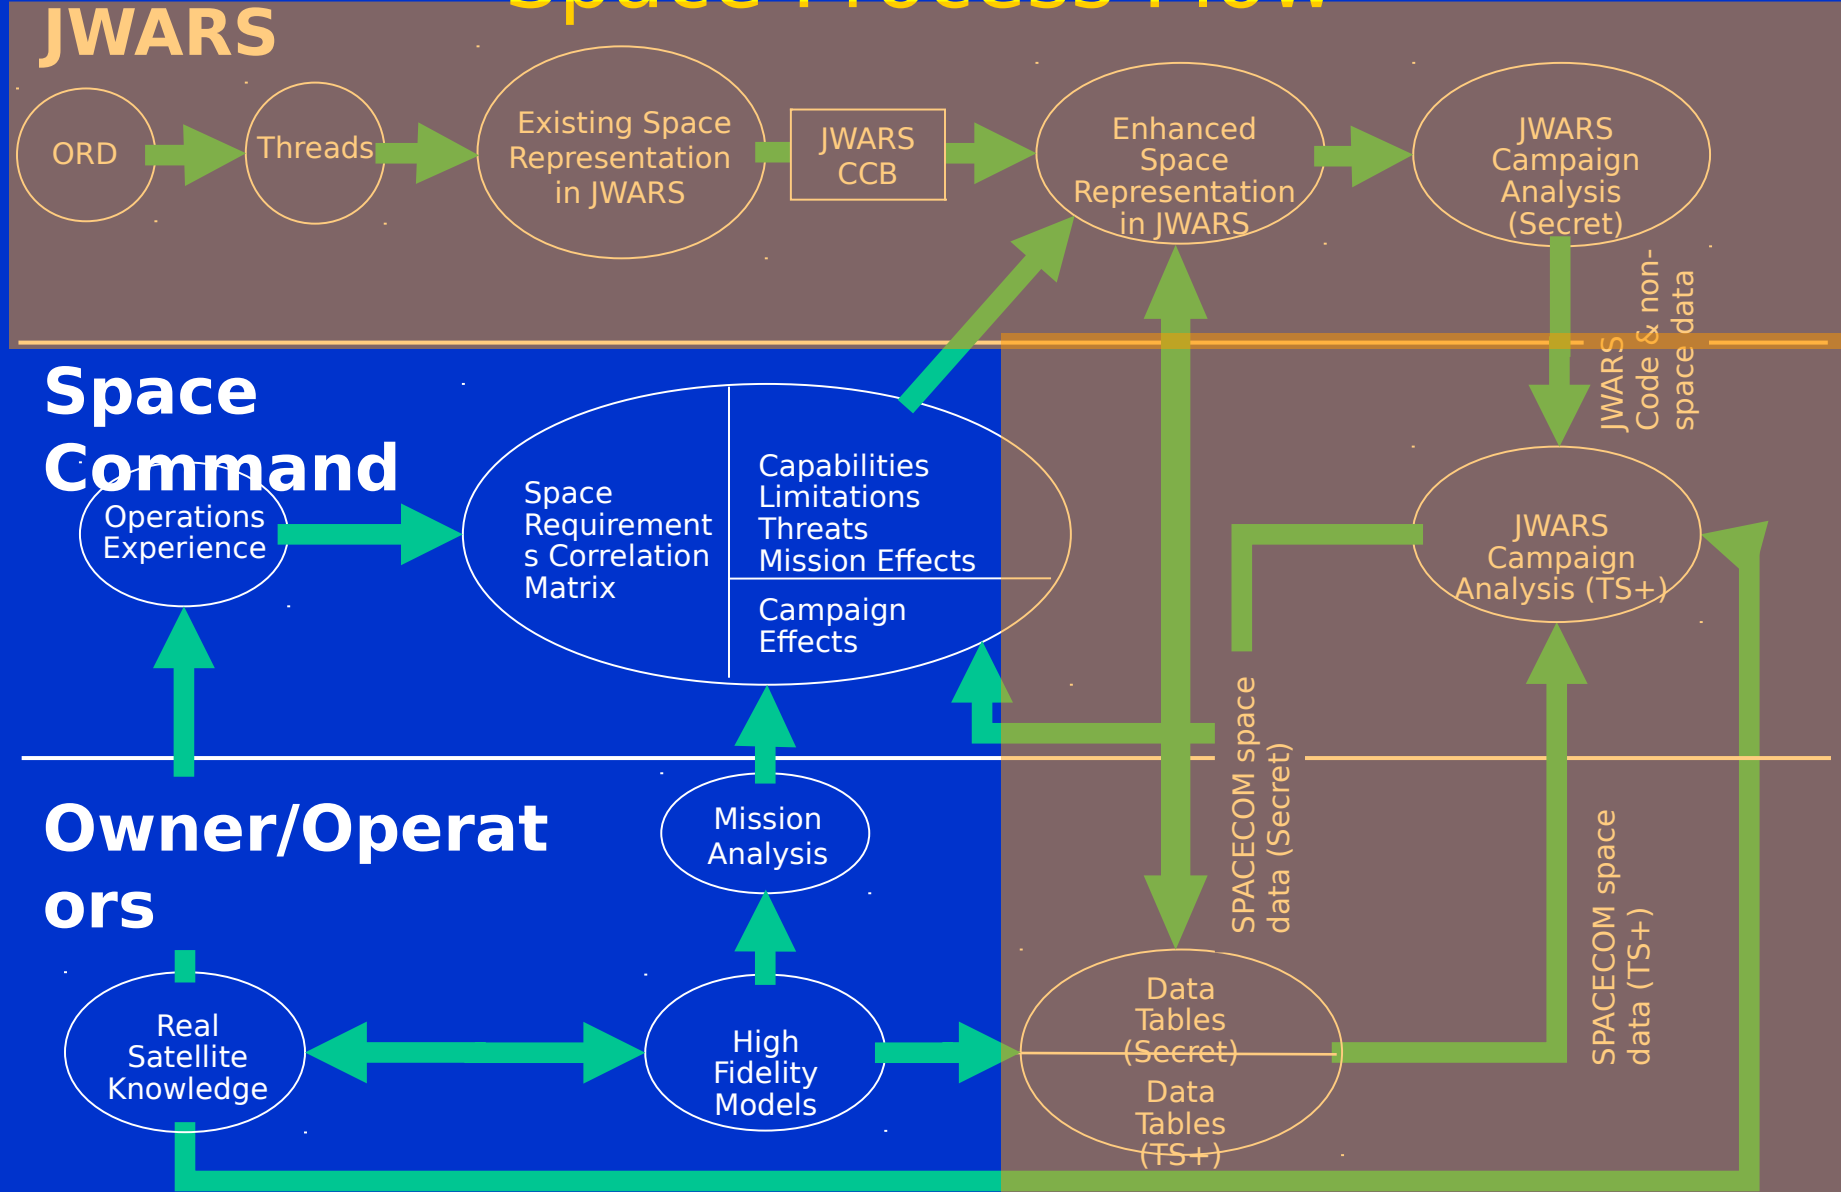 Space Process Flow
JWARS
ORD
Threads
Existing Space
Representation
in JWARS
JWARS
CCB
Enhanced
Space
Representation
in JWARS
JWARS
Campaign
Analysis
(Secret)
JWARS
Code & non-
space data
Space
Command
Operations
Experience
Space
Requirement
s Correlation
Matrix
Capabilities
Limitations
Threats
Mission Effects
Campaign
Effects
JWARS
Campaign
Analysis (TS+)
SPACECOM space
data (Secret)
SPACECOM space
data (TS+)
Owner/Operat
ors
Mission
Analysis
Real
Satellite
Knowledge
High
Fidelity
Models
Data
Tables
(Secret)
Data
Tables
(TS+)